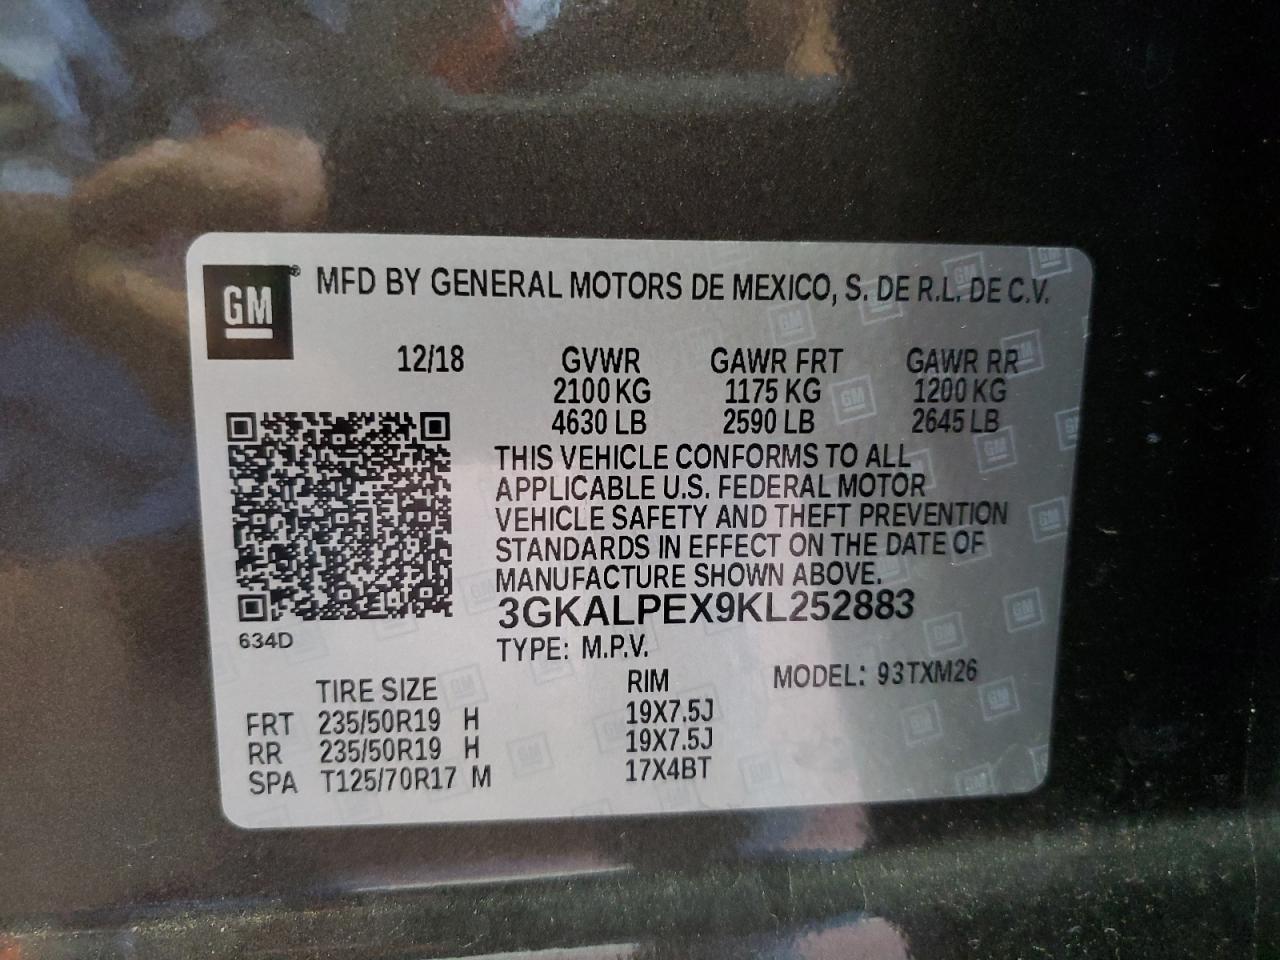 GM ® MFD BY GENERAL MOTORS DE MEXICO, S. DE R.L. DE C.V.
12/18 GVWR GAWR FRT GAWR RR
2100 KG 1175 KG 1200 KG
4630 LB 2590 LB 2645 LB
THIS VEHICLE CONFORMS TO ALL
APPLICABLE U.S. FEDERAL MOTOR
VEHICLE SAFETY AND THEFT PREVENTION
STANDARDS IN EFFECT ON THE DATE OF
MANUFACTURE SHOWN ABOVE.
3GKALPEX9KL252883
634D
TYPE: M.P.V.
TIRE SIZE RIM MODEL: 93TXM26
FRT 235/50R19 H 19X7.5J
RR 235/50R19 H 19X7.5J
SPA T125/70R17 M 17X4BT